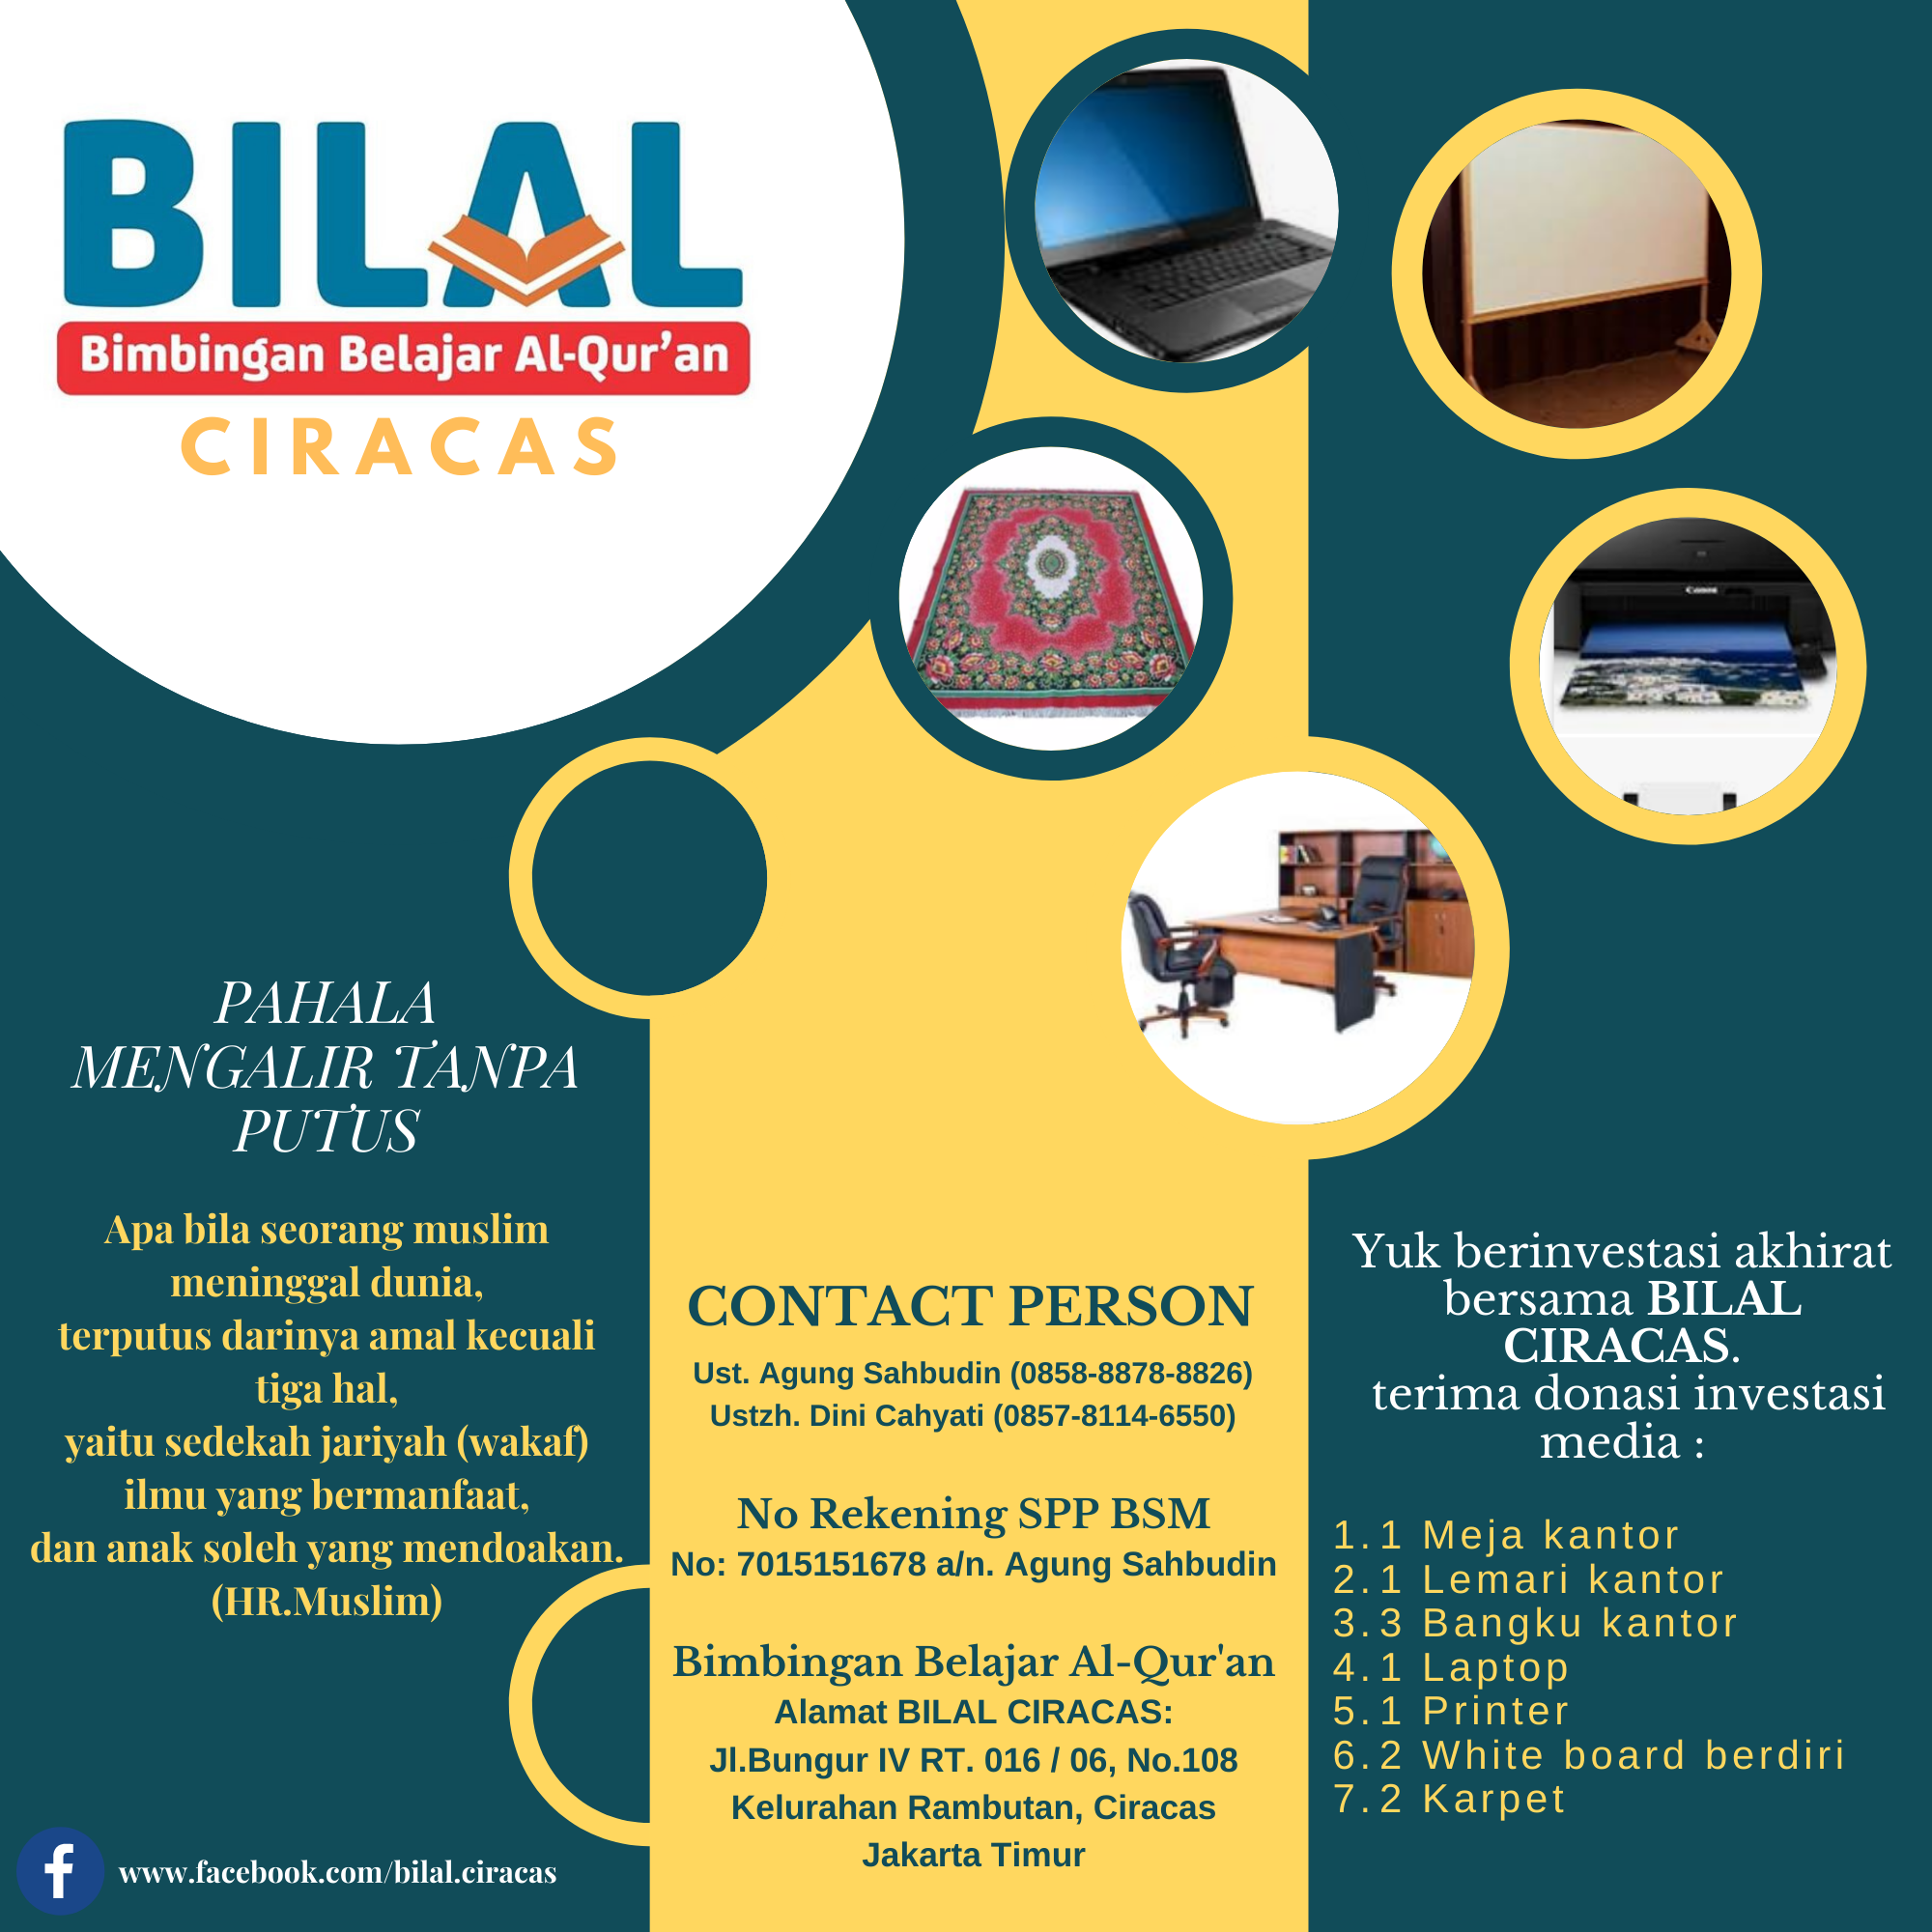 BILAL
Bimbingan Belajar Al-Qur’an
CIRACAS
Canon
PAHALA
MENGALIR TANPA
PUTUS
Apa bila seorang muslim
meninggal dunia,
terputus darinya amal kecuali
tiga hal,
yaitu sedekah jariyah (wakaf)
ilmu yang bermanfaat,
dan anak soleh yang mendoakan.
(HR.Muslim)
www.facebook.com/bilal.ciracas
CONTACT PERSON
Ust. Agung Sahbudin (0858-8878-8826)
Ustzh. Dini Cahyati (0857-8114-6550)
No Rekening SPP BSM
No: 7015151678 a/n. Agung Sahbudin
Bimbingan Belajar Al-Qur'an
Alamat BILAL CIRACAS:
Jl.Bungur IV RT. 016 / 06, No.108
Kelurahan Rambutan, Ciracas
Jakarta Timur
Yuk berinvestasi akhirat
bersama BILAL
CIRACAS.
terima donasi investasi
media :
1. 1 Meja kantor
2. 1 Lemari kantor
3. 3 Bangku kantor
4. 1 Laptop
5. 1 Printer
6. 2 White board berdiri
7. 2 Karpet